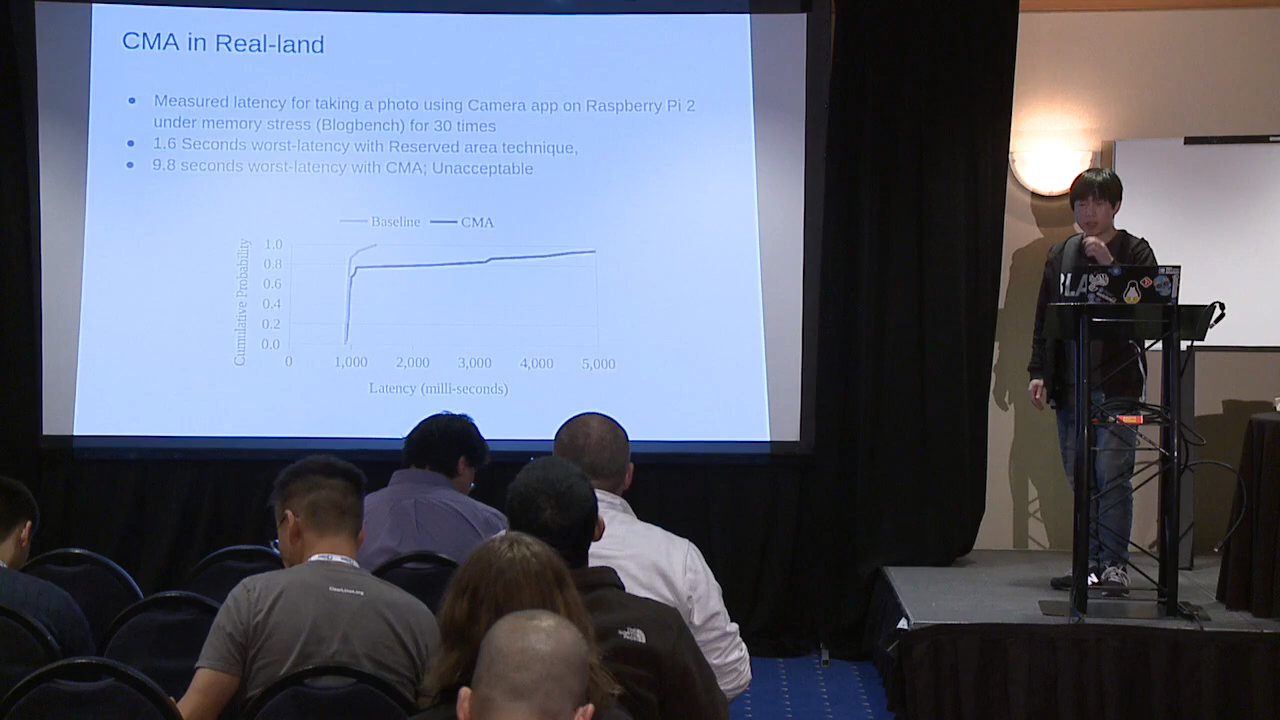 CMA in Real-land
Measured latency for taking a photo using Camera app on Raspberry Pi 2
under memory stress (Blogbench) for 30 times
1.6 Seconds worst-latency with Reserved area technique,
9.8 seconds worst-latency with CMA; Unacceptable
Baseline CMA
Cumulative Probability
1.0
0.8
0.6
0.4
0.2
0.0
0 1,000 2,000 3,000 4,000 5,000
Latency (milli-seconds)
BLA